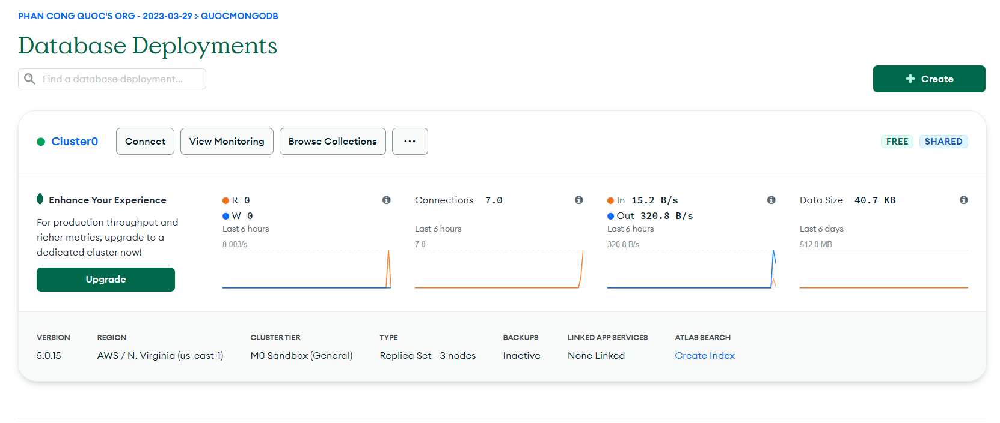 PHAN CONG QUOC'S ORG - 2023-03-29 > QUOCMONGODB
Database Deployments
Find a database deployment...
+ Create
Cluster0
Connect
View Monitoring
Browse Collections
...
FREE
SHARED
Enhance Your Experience
For production throughput and
richer metrics, upgrade to a
dedicated cluster now!
Upgrade
R 0
W 0
Last 6 hours
0.003/s
Connections 7.0
Last 6 hours
7.0
In 15.2 B/s
Out 320.8 B/s
Last 6 hours
320.8 B/s
Data Size 40.7 KB
Last 6 days
512.0 MB
VERSION
5.0.15
REGION
AWS / N. Virginia (us-east-1)
CLUSTER TIER
M0 Sandbox (General)
TYPE
Replica Set - 3 nodes
BACKUPS
Inactive
LINKED APP SERVICES
None Linked
ATLAS SEARCH
Create Index